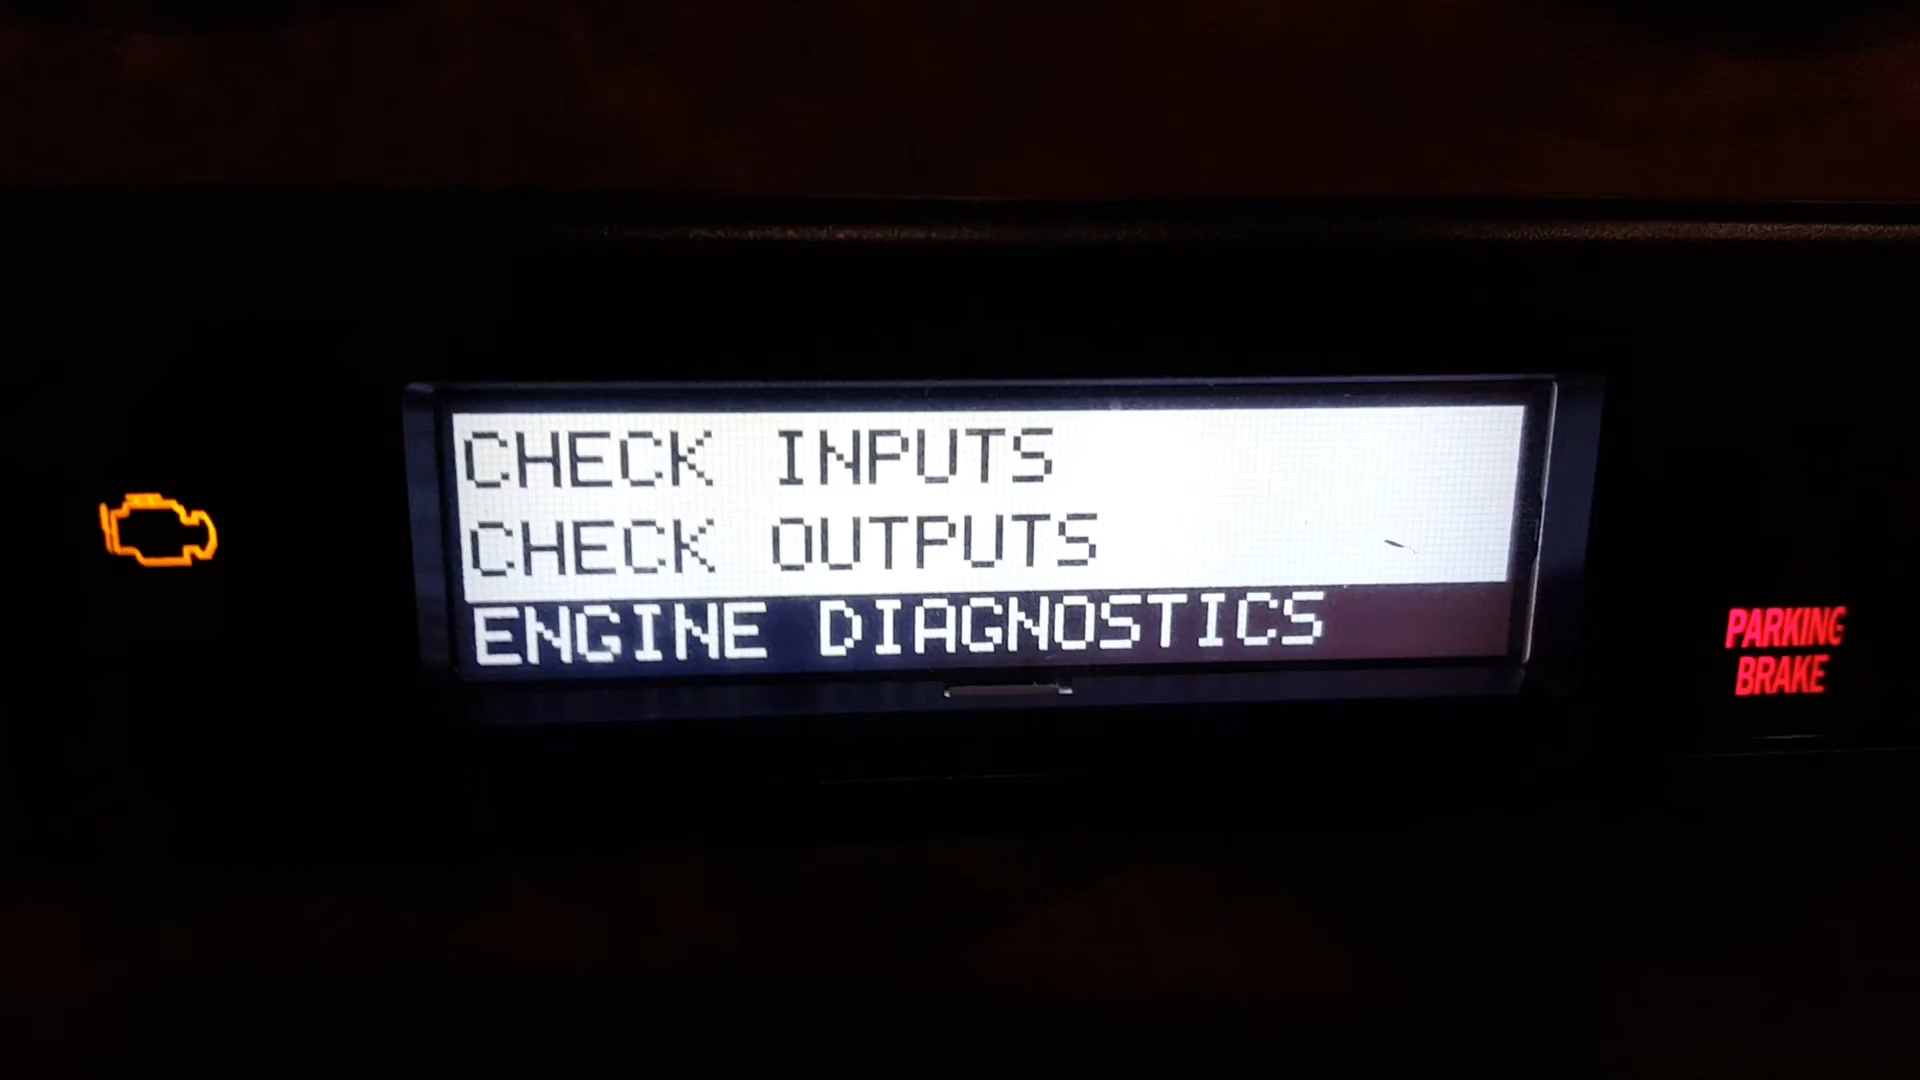 CHECK INPUTS
CHECK OUTPUTS
ENGINE DIAGNOSTICS
PARKING
BRAKE